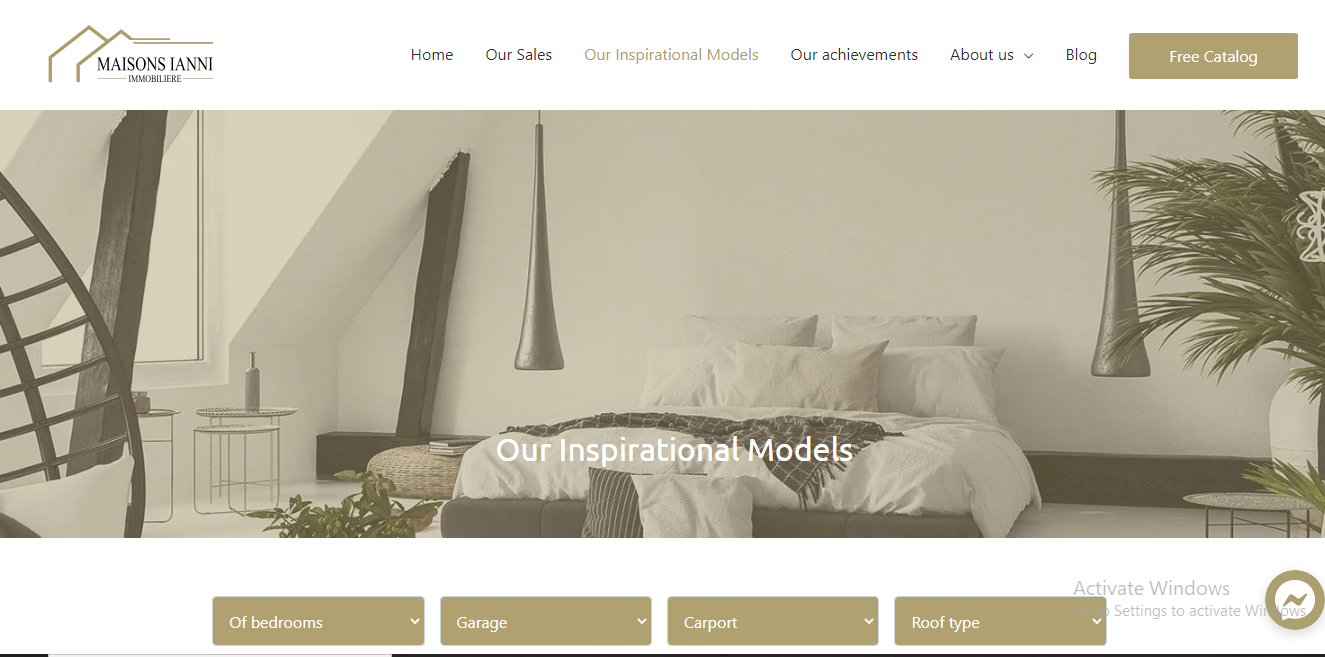 MAISONS IANNI
IMMOBILIERE
Home Our Sales Our Inspirational Models Our achievements About us Blog Free Catalog
Our Inspirational Models
Activate Windows
Go to Settings to activate Windows.
Of bedrooms Garage Carport Roof type